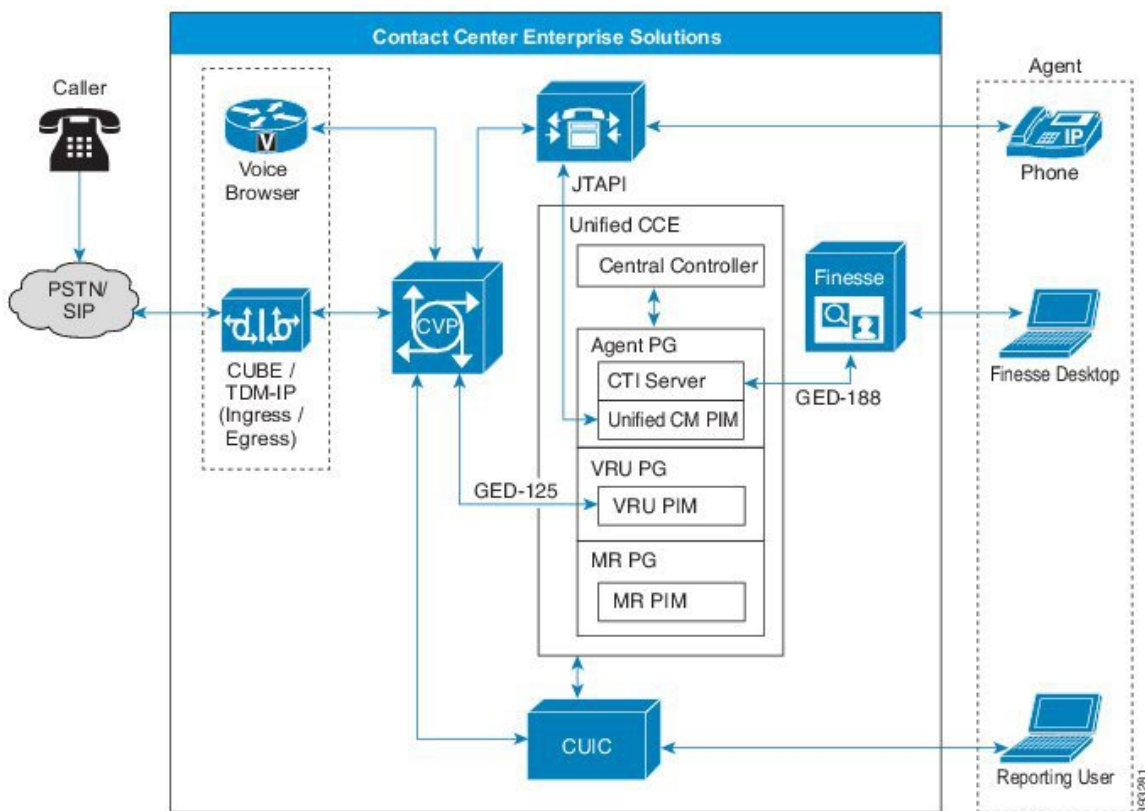 Contact Center Enterprise Solutions
Caller
Agent
V
Voice
Browser
JTAPI
IP
Phone
Unified CCE
Central Controller
Finesse
PSTN/
SIP
CVP
CUBE /
TDM-IP
(Ingress /
Egress)
Agent PG
CTI Server
Unified CM PIM
GED-188
Finesse Desktop
VRU PG
VRU PIM
GED-125
MR PG
MR PIM
CUIC
Reporting User